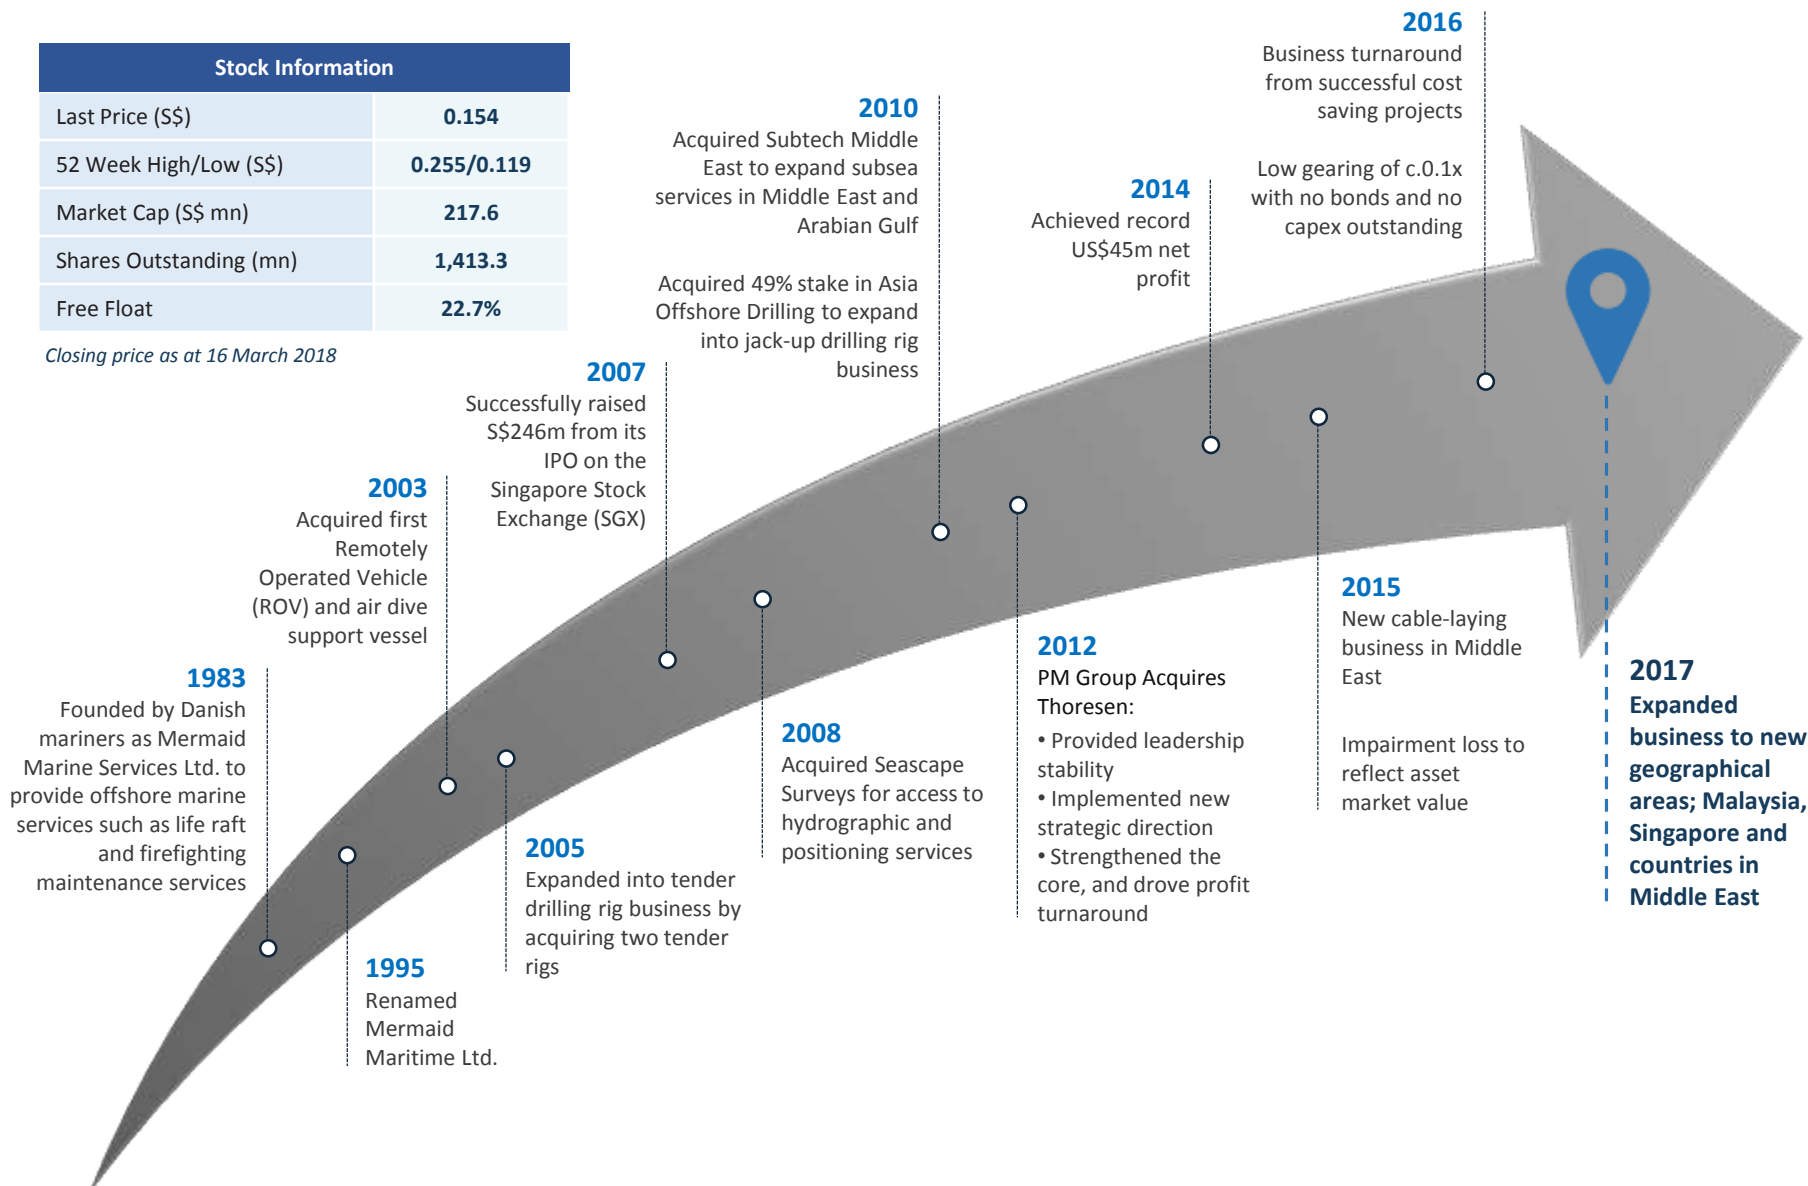 Stock Information
Last Price (S$) 0.154
52 Week High/Low (S$) 0.255/0.119
Market Cap (S$ mn) 217.6
Shares Outstanding (mn) 1,413.3
Free Float 22.7%
Closing price as at 16 March 2018
1983
Founded by Danish
mariners as Mermaid
Marine Services Ltd. to
provide offshore marine
services such as life raft
and firefighting
maintenance services
1995
Renamed
Mermaid
Maritime Ltd.
2003
Acquired first
Remotely
Operated Vehicle
(ROV) and air dive
support vessel
2005
Expanded into tender
drilling rig business by
acquiring two tender
rigs
2007
Successfully raised
S$246m from its
IPO on the
Singapore Stock
Exchange (SGX)
2008
Acquired Seascape
Surveys for access to
hydrographic and
positioning services
2010
Acquired Subtech Middle
East to expand subsea
services in Middle East and
Arabian Gulf
Acquired 49% stake in Asia
Offshore Drilling to expand
into jack-up drilling rig
business
2012
PM Group Acquires
Thoresen:
• Provided leadership
stability
• Implemented new
strategic direction
• Strengthened the
core, and drove profit
turnaround
2014
Achieved record
US$45m net
profit
2015
New cable-laying
business in Middle
East
Impairment loss to
reflect asset
market value
2016
Business turnaround
from successful cost
saving projects
Low gearing of c.0.1x
with no bonds and no
capex outstanding
2017
Expanded
business to new
geographical
areas; Malaysia,
Singapore and
countries in
Middle East